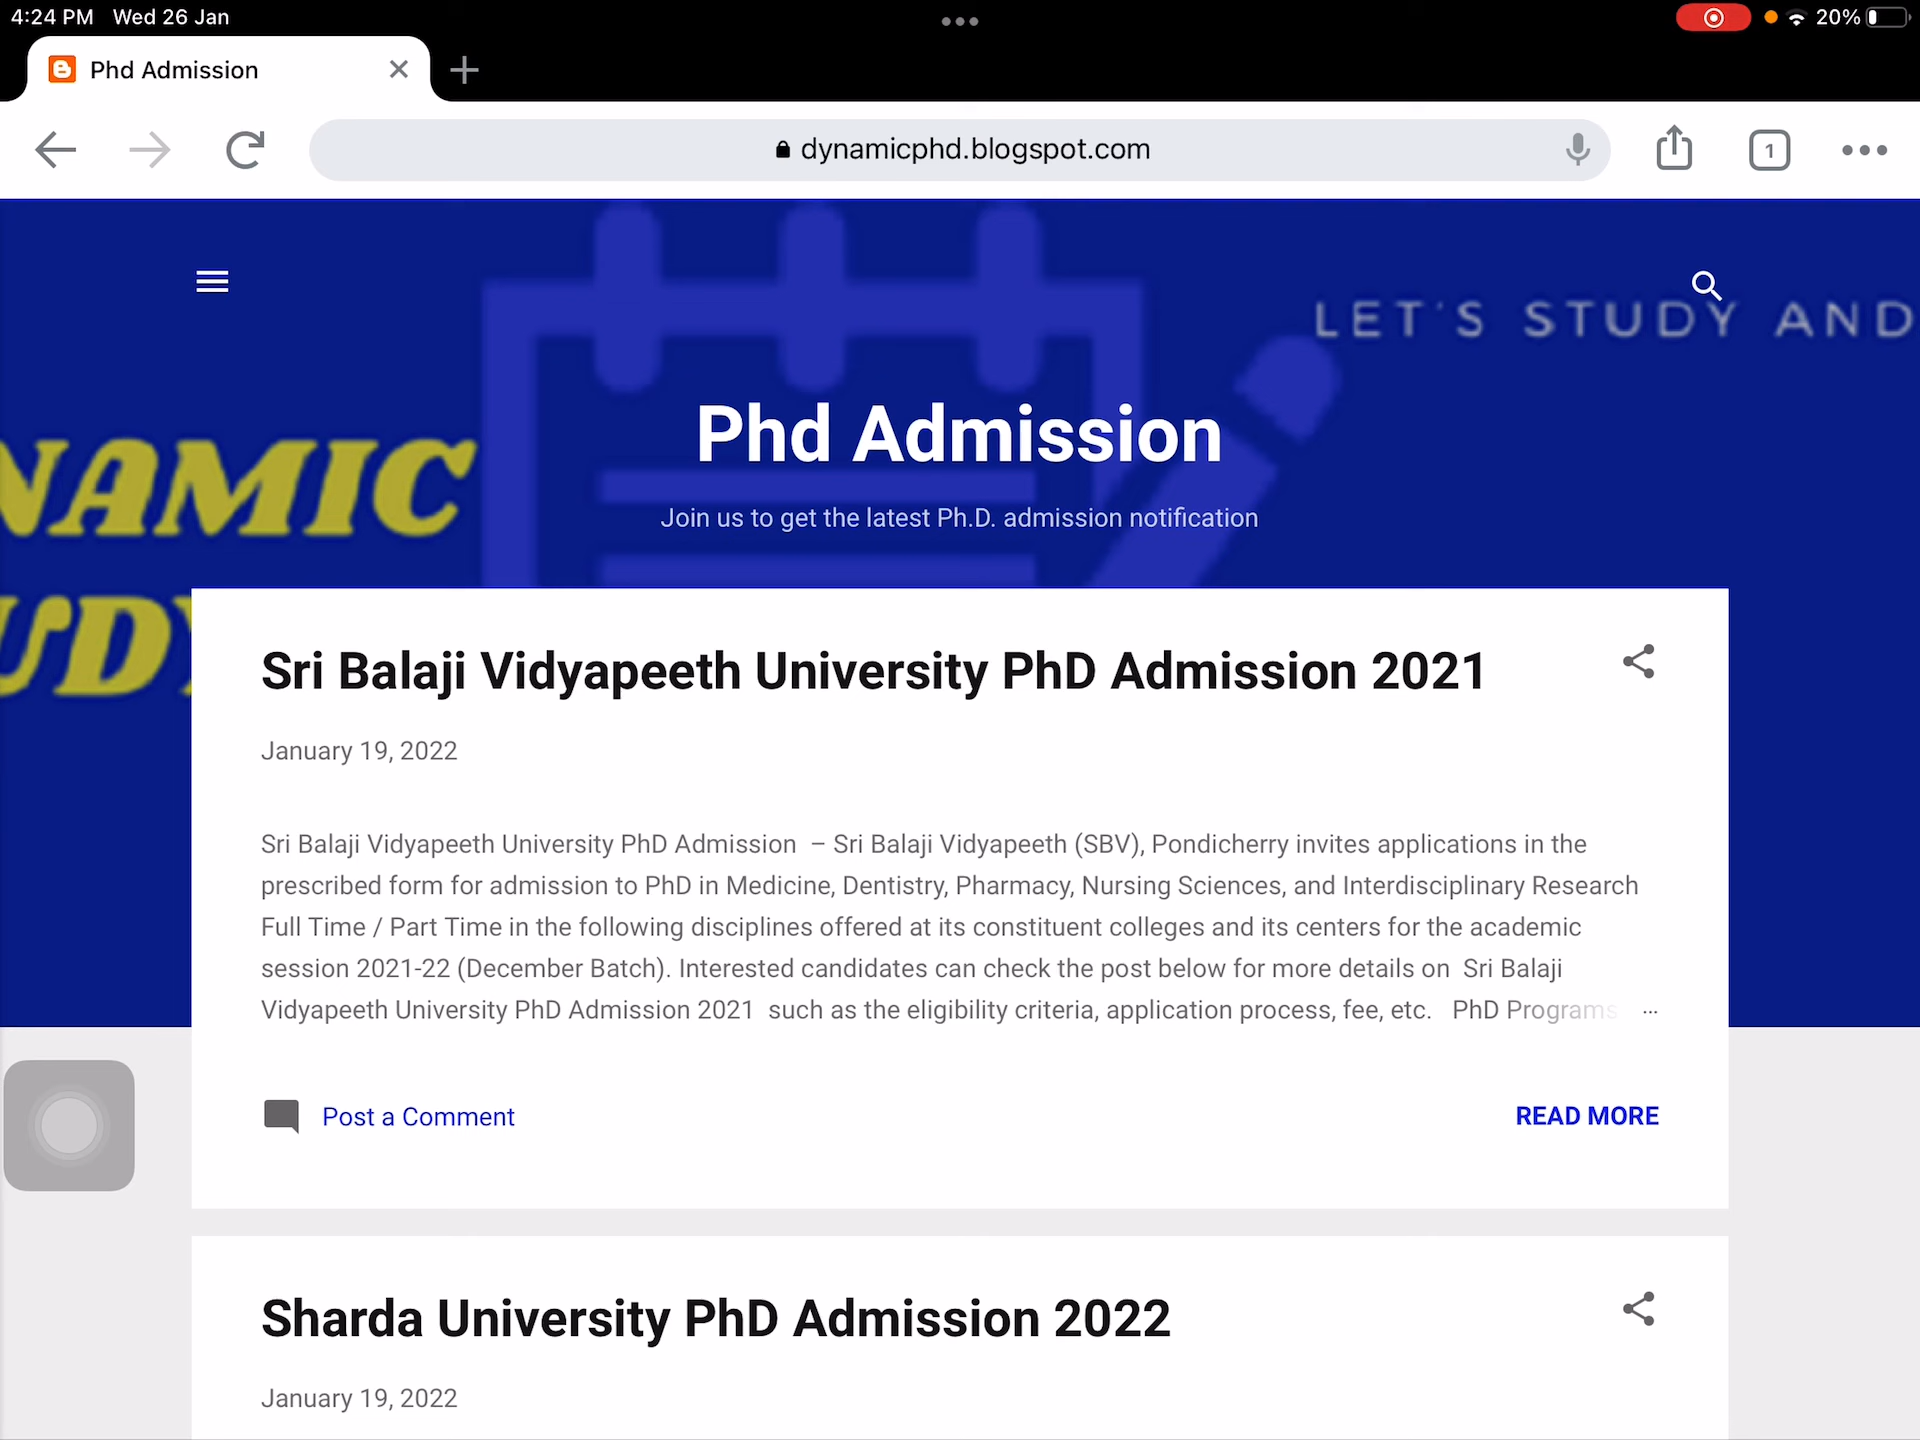 4:24 PM Wed 26 Jan
20%
Phd Admission
dynamicphd.blogspot.com
1
LET'S STUDY AND
Phd Admission
NAMIC
Join us to get the latest Ph.D. admission notification
UDY
Sri Balaji Vidyapeeth University PhD Admission 2021
January 19, 2022
Sri Balaji Vidyapeeth University PhD Admission – Sri Balaji Vidyapeeth (SBV), Pondicherry invites applications in the
prescribed form for admission to PhD in Medicine, Dentistry, Pharmacy, Nursing Sciences, and Interdisciplinary Research
Full Time / Part Time in the following disciplines offered at its constituent colleges and its centers for the academic
session 2021-22 (December Batch). Interested candidates can check the post below for more details on Sri Balaji
Vidyapeeth University PhD Admission 2021 such as the eligibility criteria, application process, fee, etc. PhD Programs ...
Post a Comment
READ MORE
Sharda University PhD Admission 2022
January 19, 2022